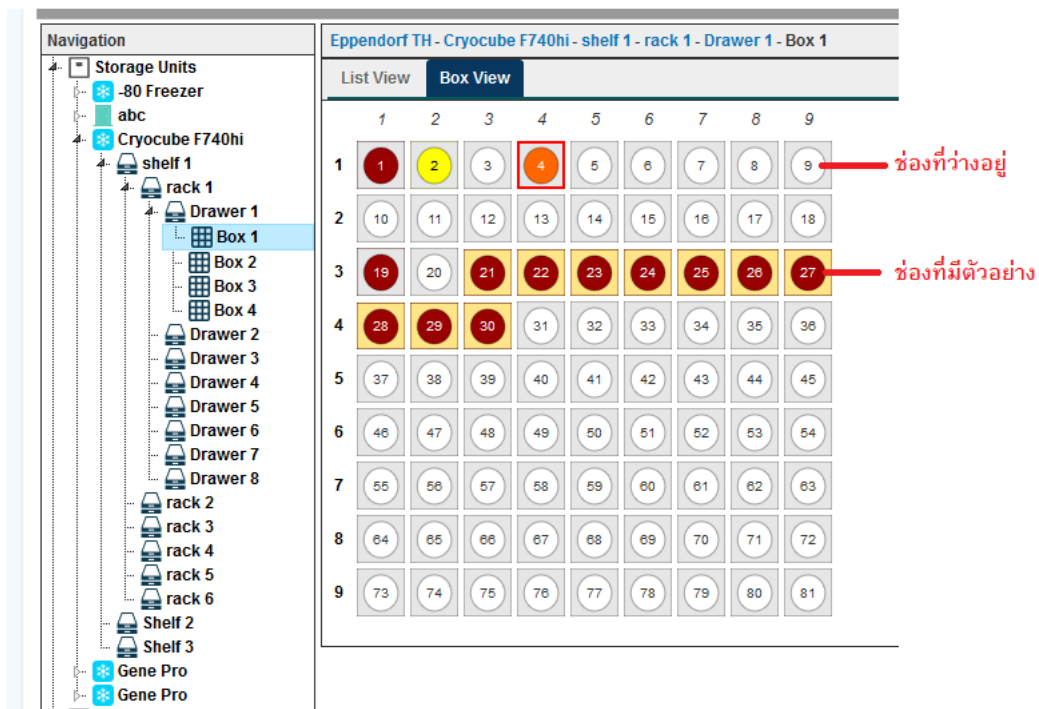 Navigation
Storage Units
-80 Freezer
abc
Cryocube F740hi
shelf 1
rack 1
Drawer 1
Box 1
Box 2
Box 3
Box 4
Drawer 2
Drawer 3
Drawer 4
Drawer 5
Drawer 6
Drawer 7
Drawer 8
rack 2
rack 3
rack 4
rack 5
rack 6
Shelf 2
Shelf 3
Gene Pro
Gene Pro
Eppendorf TH - Cryocube F740hi - shelf 1 - rack 1 - Drawer 1 - Box 1
List View Box View
1 2 3 4 5 6 7 8 9
1 1 2 3 4 5 6 7 8 9 ช่องที่ว่างอยู่
2 10 11 12 13 14 15 16 17 18
3 19 20 21 22 23 24 25 26 27 ช่องที่มีตัวอย่าง
4 28 29 30 31 32 33 34 35 36
5 37 38 39 40 41 42 43 44 45
6 46 47 48 49 50 51 52 53 54
7 55 56 57 58 59 60 61 62 63
8 64 65 66 67 68 69 70 71 72
9 73 74 75 76 77 78 79 80 81